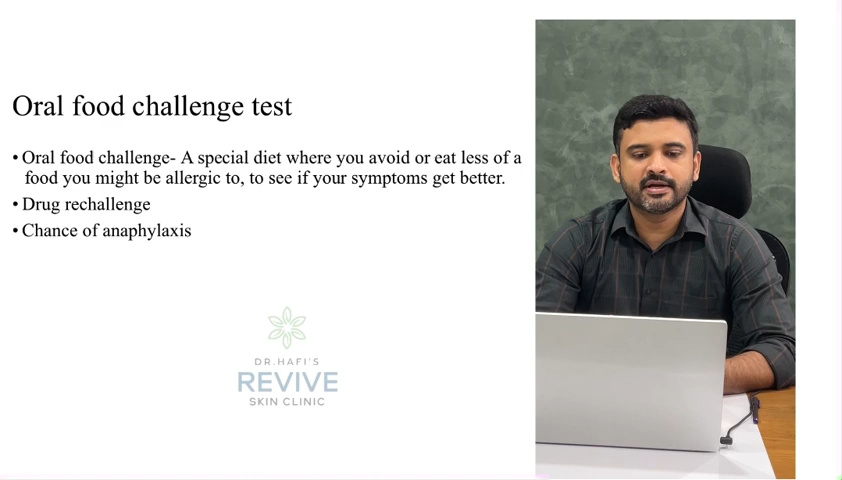 Oral food challenge test
• Oral food challenge- A special diet where you avoid or eat less of a
food you might be allergic to, to see if your symptoms get better.
• Drug rechallenge
• Chance of anaphylaxis
DR.HAFI'S
REVIVE
SKIN CLINIC